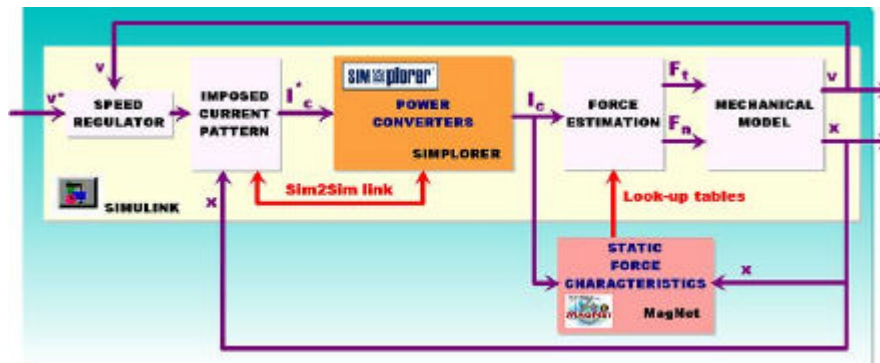 v
v*
SPEED
REGULATOR
IMPOSED
CURRENT
PATTERN
I*c
SIMplorer
POWER
CONVERTERS
SIMPLORER
Ic
FORCE
ESTIMATION
Ft
Fn
MECHANICAL
MODEL
v
x
SIMULINK
x
Sim2Sim link
Look-up tables
STATIC
FORCE
CHARACTERISTICS
x
MagNet
MagNet